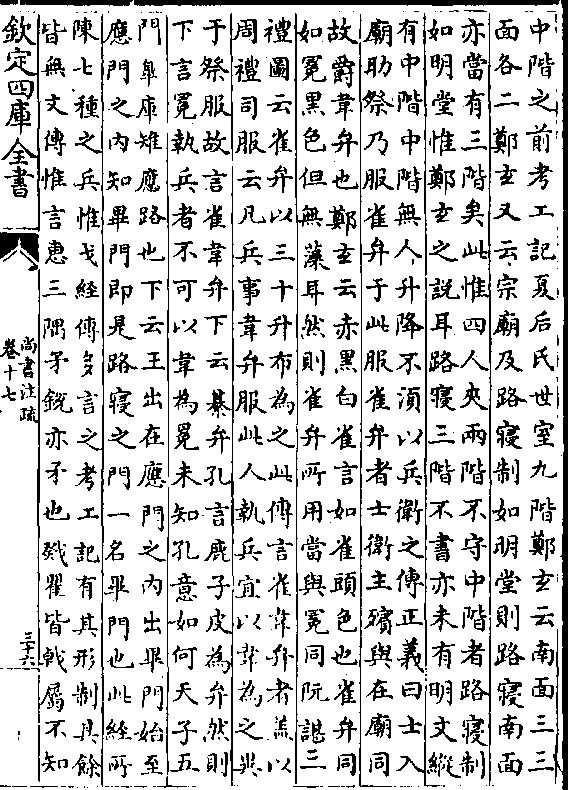 中階之前考工記夏后氏世室九階鄭玄云南面三三
面各二鄭玄又云宗廟及路寢制如明堂則路寢南面
亦當有三階矣此惟四人夾兩階不守中階者路寢制
如明堂惟鄭玄之說耳路寢三階不書亦未有明文縱
有中階中階無人升降不須以兵衛之傳正義曰士入
廟助祭乃服雀弁于此服雀弁者士衛主殯與在廟同
故爵韋弁也鄭玄云赤黑曰雀言如雀頭色也雀弁同
如冕黑色但無藻耳然則雀弁所用當與冕同阮諶三
禮圖云雀弁以三十升布為之此傳言雀韋弁者蓋以
周禮司服云凡兵事韋弁服此人執兵宜以韋為之異
于祭服故言雀韋弁下云綦弁孔言鹿子皮為弁然則
下言冕執兵者不可以韋為冕未知孔意如何天子五
門皐庫雉應路也下云王出在應門之內出畢門始至
應門之內知畢門即是路寢之門一名畢門也此經所
陳七種之兵惟戈經傳多言之考工記有其形制其餘
皆無文傳惟言惠三隅矛銳亦矛也戣瞿皆戟屬不知
欽定四庫全書
尚書注疏
卷十七
三十六